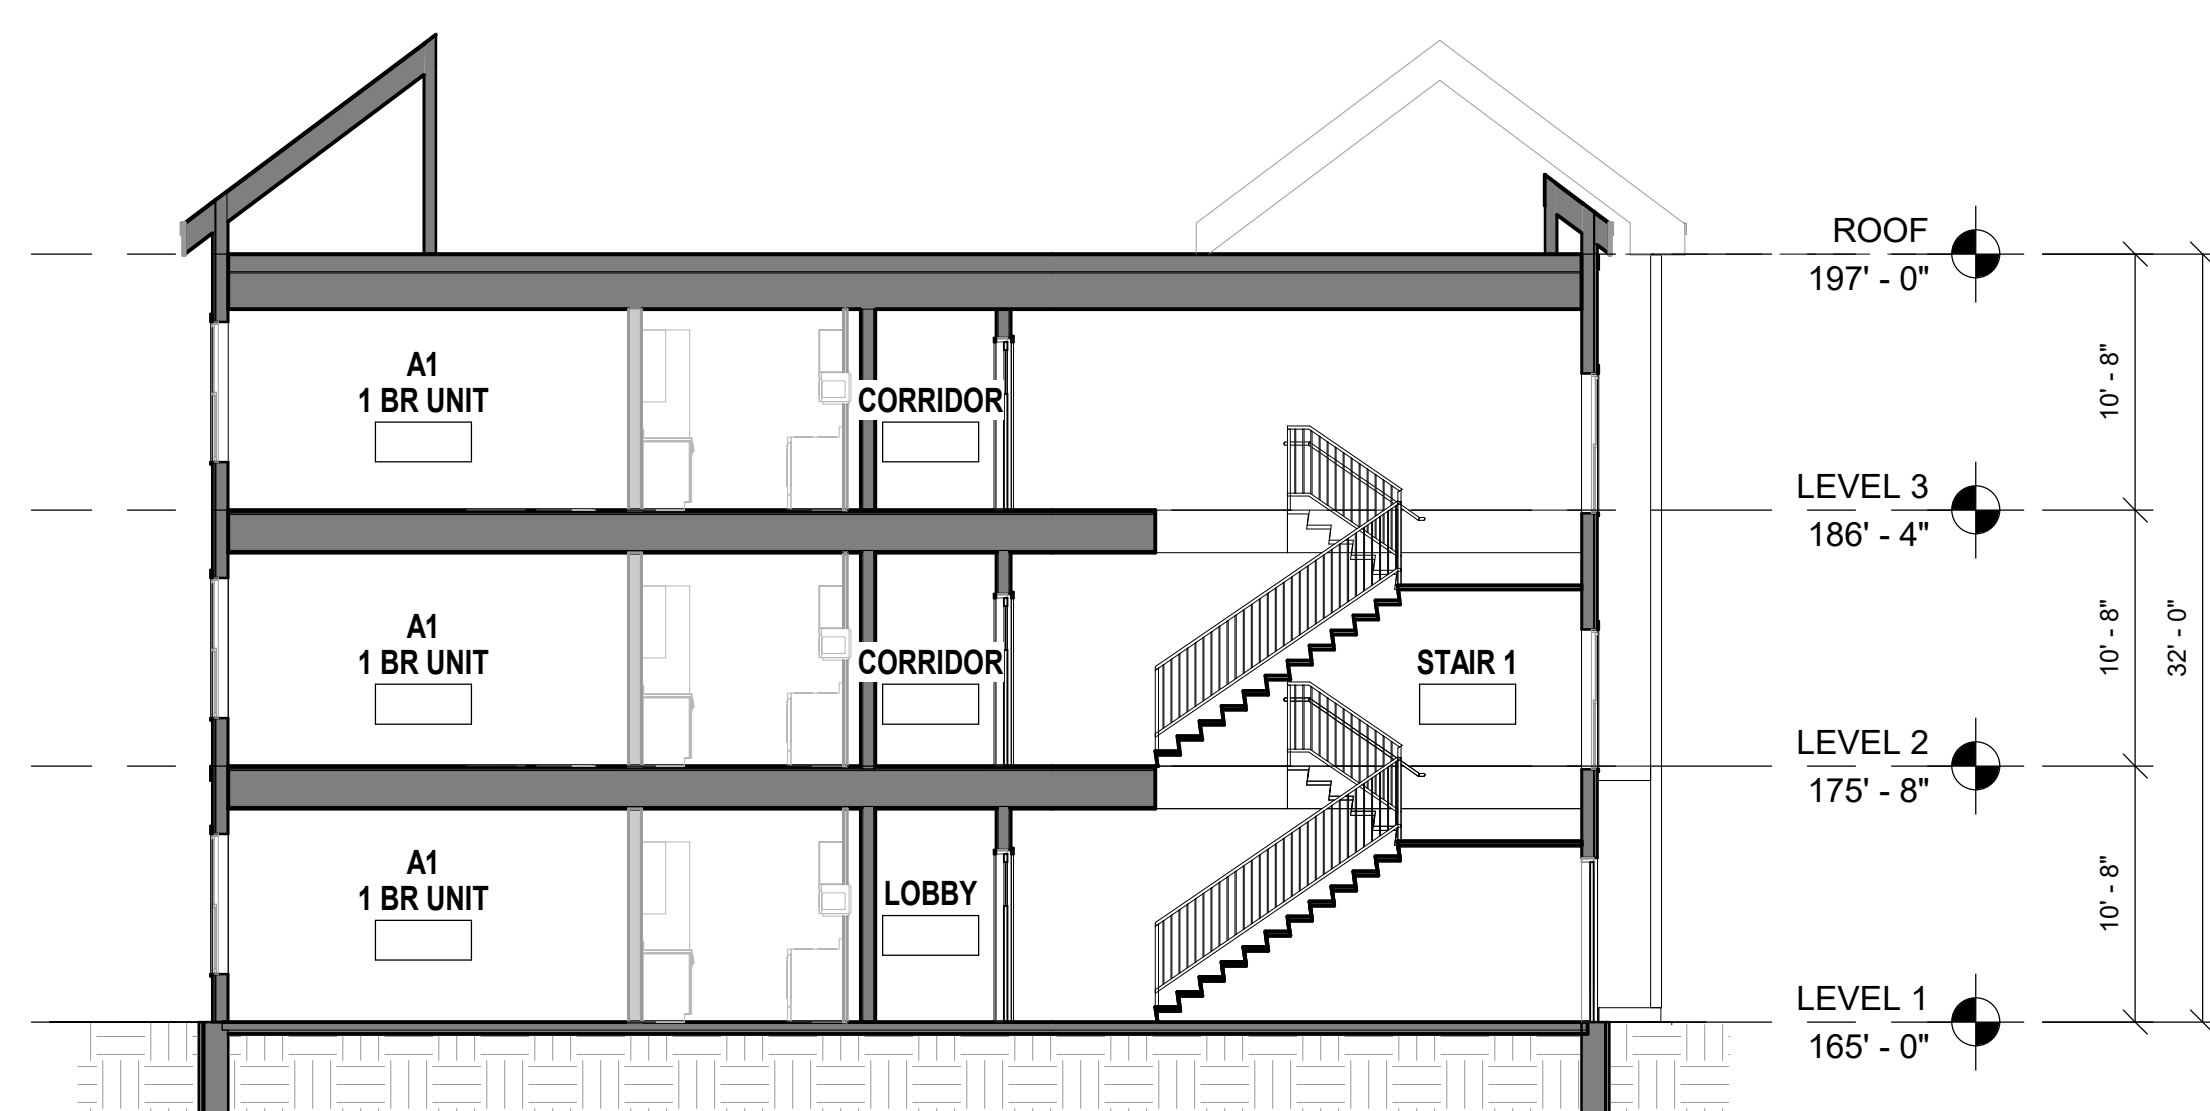 ROOF
197' - 0"
A1
1 BR UNIT
CORRIDOR
10' - 8"
LEVEL 3
186' - 4"
A1
1 BR UNIT
CORRIDOR
STAIR 1
10' - 8"
32' - 0"
LEVEL 2
175' - 8"
A1
1 BR UNIT
LOBBY
10' - 8"
LEVEL 1
165' - 0"